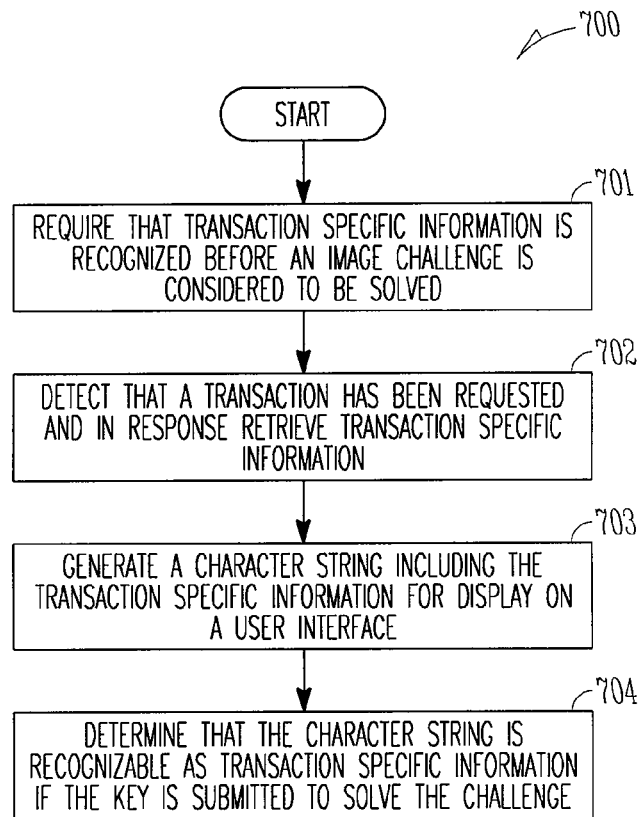 700
START
701
REQUIRE THAT TRANSACTION SPECIFIC INFORMATION IS
RECOGNIZED BEFORE AN IMAGE CHALLENGE IS
CONSIDERED TO BE SOLVED
702
DETECT THAT A TRANSACTION HAS BEEN REQUESTED
AND IN RESPONSE RETRIEVE TRANSACTION SPECIFIC
INFORMATION
703
GENERATE A CHARACTER STRING INCLUDING THE
TRANSACTION SPECIFIC INFORMATION FOR DISPLAY ON
A USER INTERFACE
704
DETERMINE THAT THE CHARACTER STRING IS
RECOGNIZABLE AS TRANSACTION SPECIFIC INFORMATION
IF THE KEY IS SUBMITTED TO SOLVE THE CHALLENGE